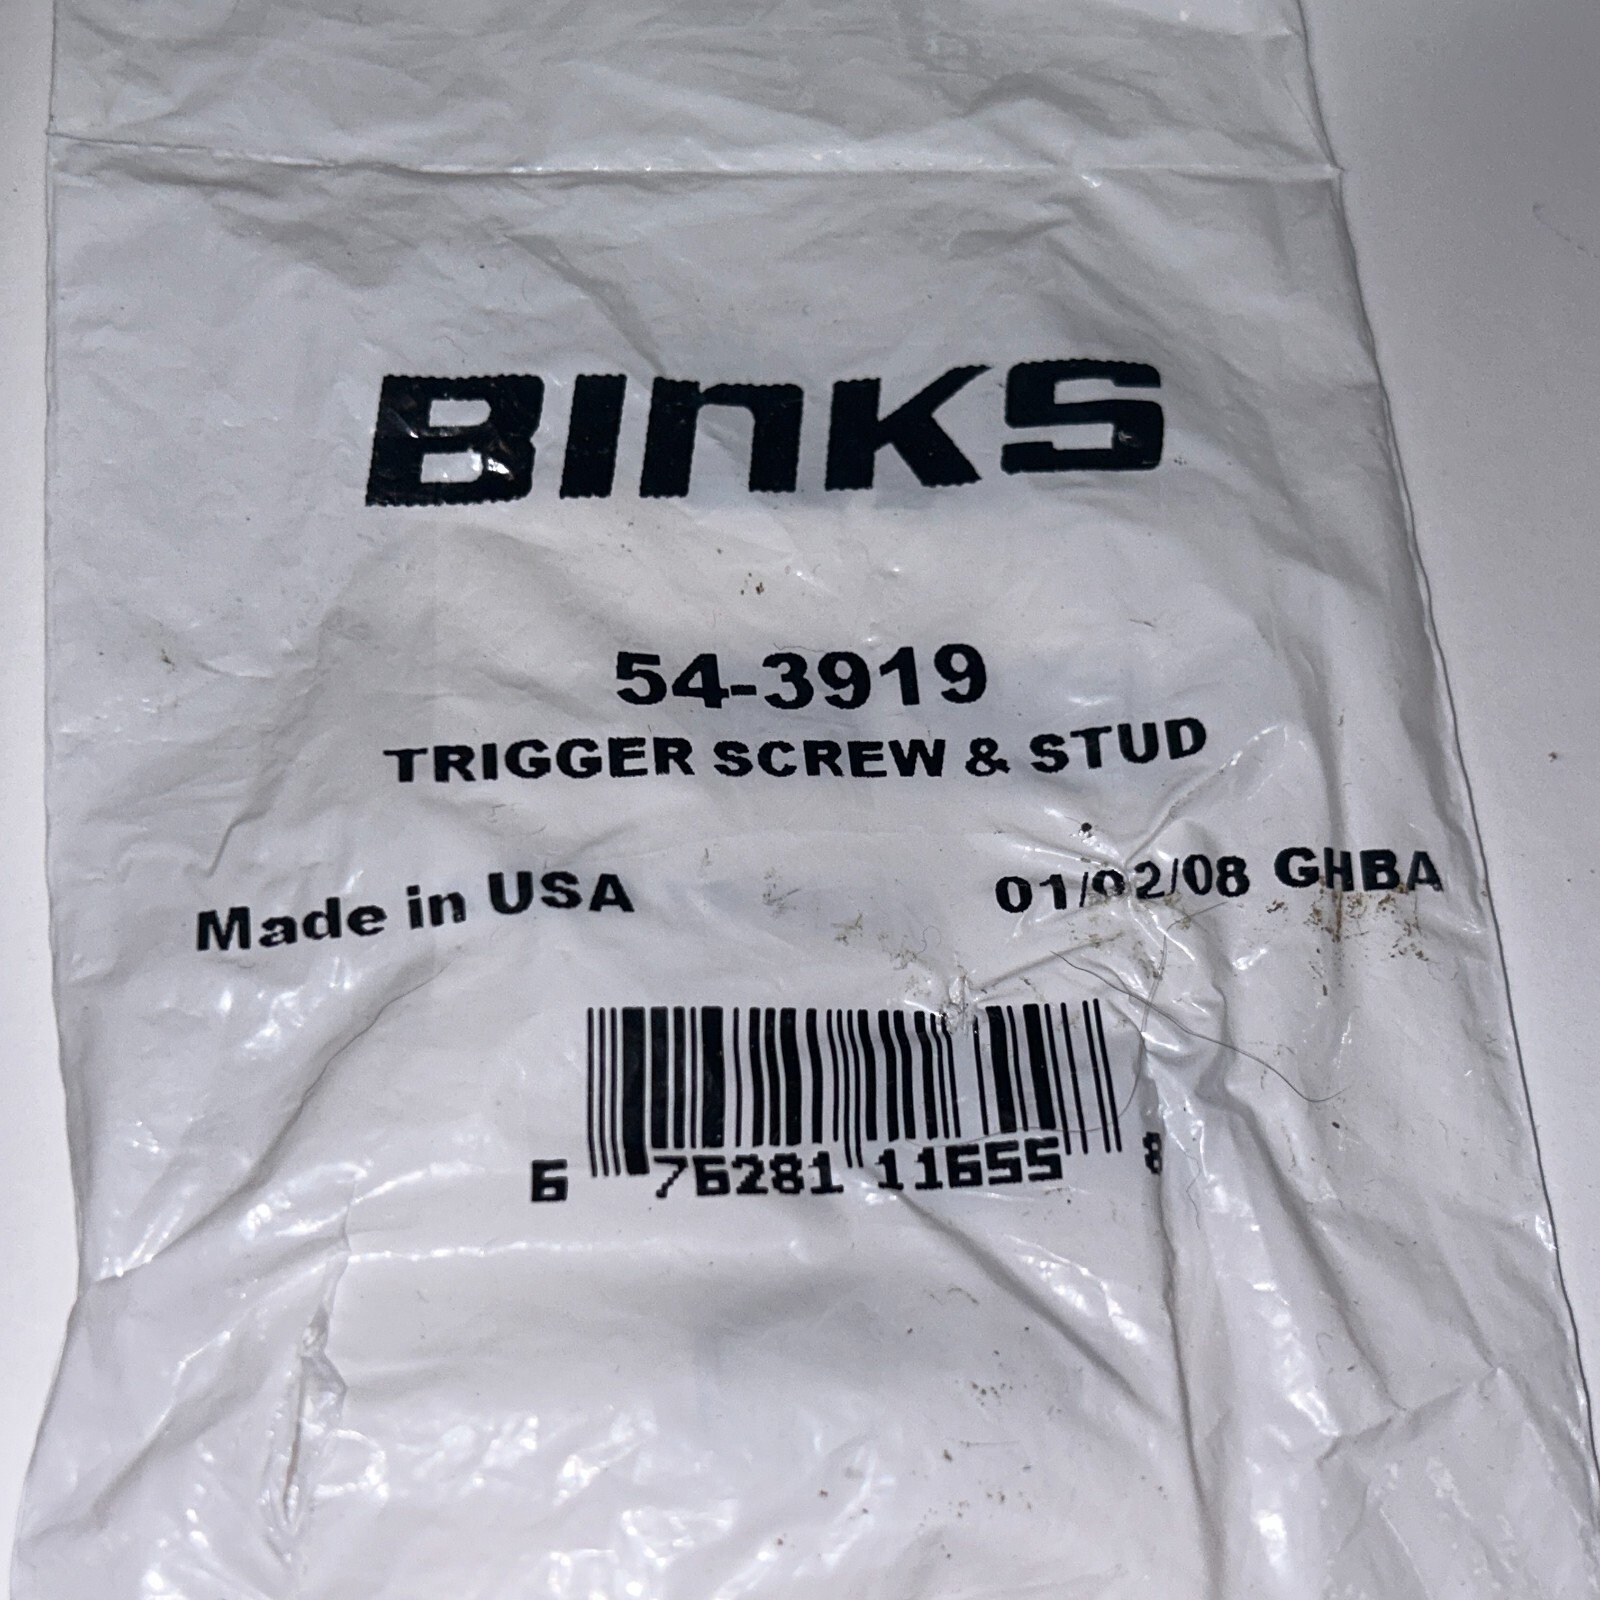 BINKS
54-3919
TRIGGER SCREW & STUD
Made in USA 01/02/08 GHBA
6 76281 11655 8